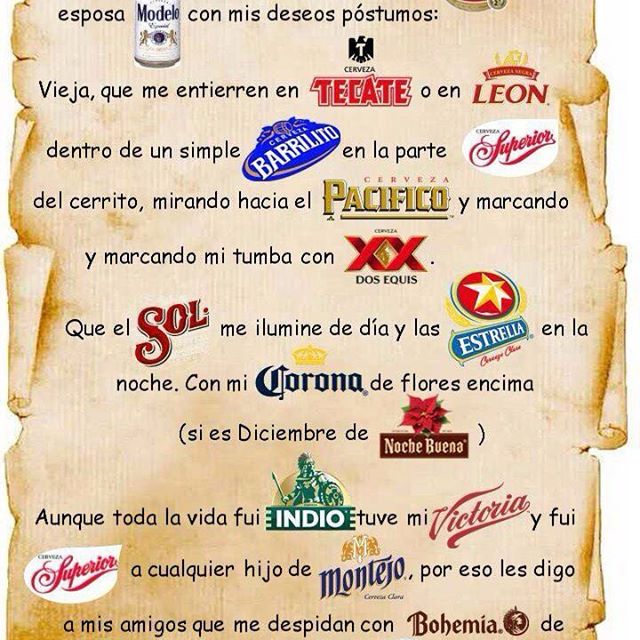 esposa Modelo Especial con mis deseos póstumos:
CERVEZA
Vieja, que me entierren en TECATE o en CERVEZA NEGRA LEON
dentro de un simple CERVEZA BARRILITO en la parte CERVEZA Superior
del cerrito, mirando hacia el CERVEZA PACIFICO y marcando
y marcando mi tumba con CERVEZA XX DOS EQUIS .
Que el SOL me ilumine de día y las ESTRELLA Cerveza Clara en la
noche. Con mi Corona de flores encima
(si es Diciembre de Noche Buena )
Aunque toda la vida fui INDIO tuve mi Victoria y fui
CERVEZA Superior a cualquier hijo de Montejo Cerveza Clara, por eso les digo
a mis amigos que me despidan con Bohemia. de